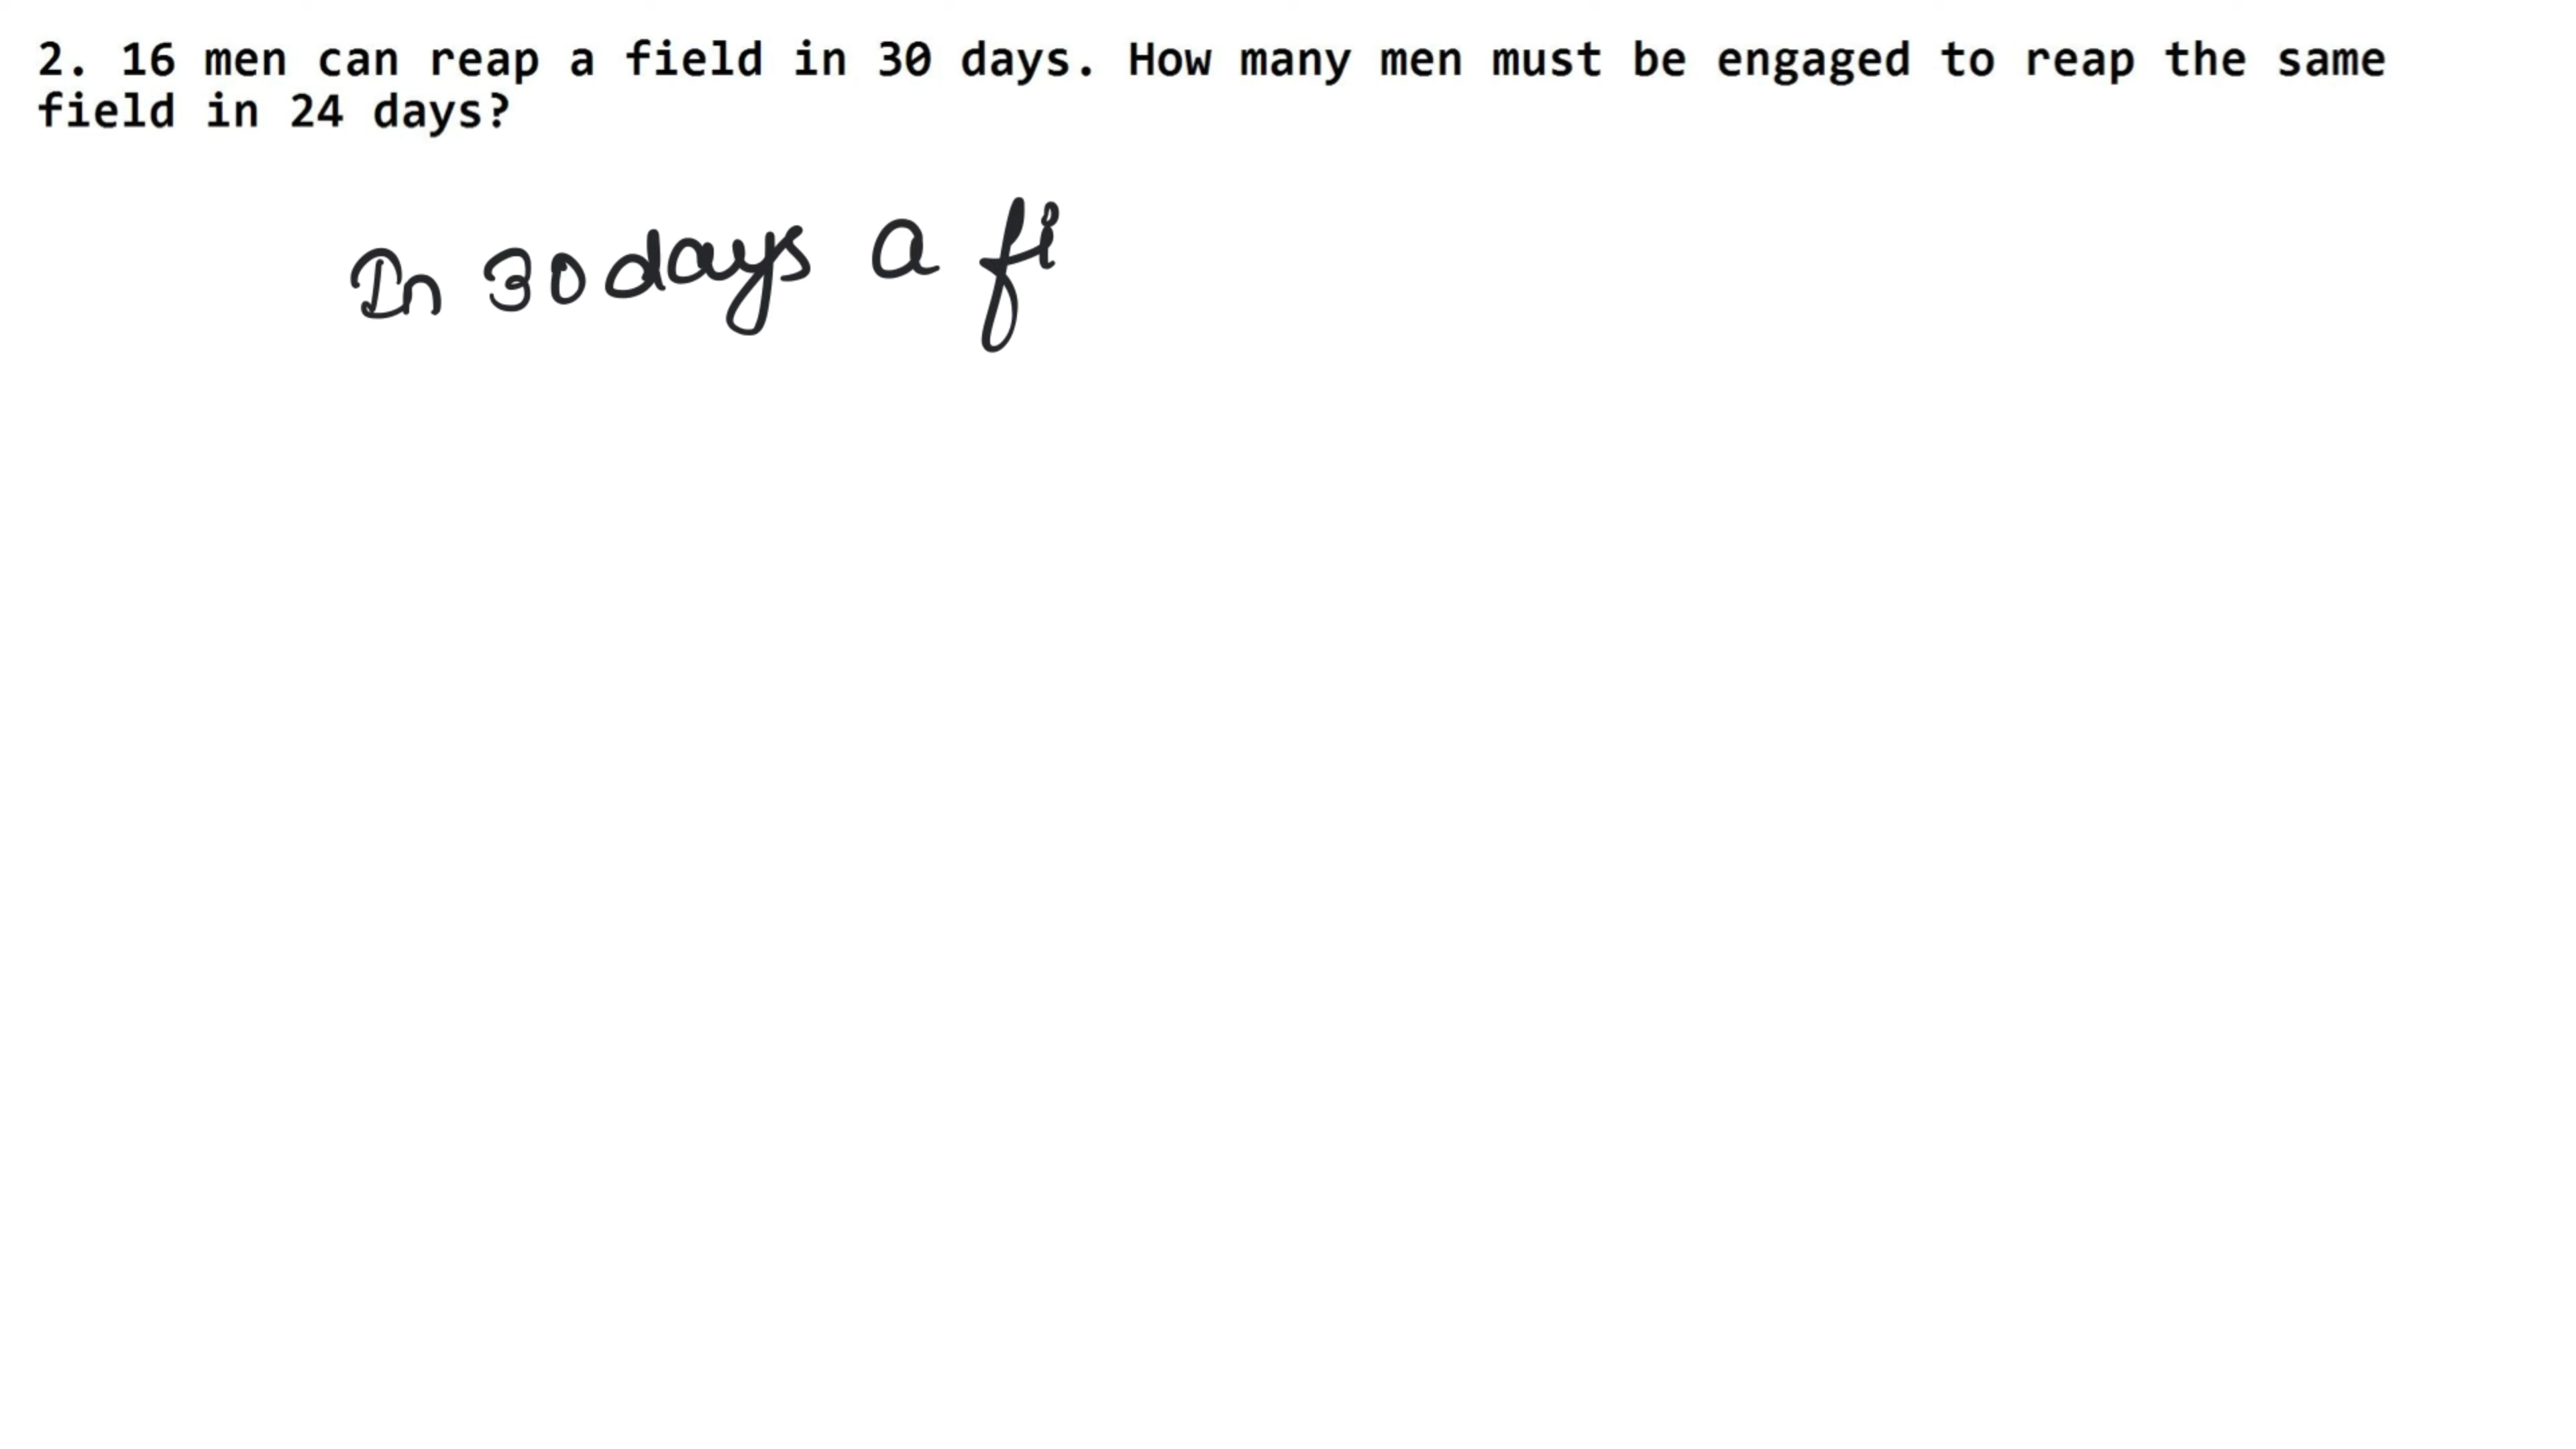 2. 16 men can reap a field in 30 days. How many men must be engaged to reap the same
field in 24 days?
In 30 days a fi